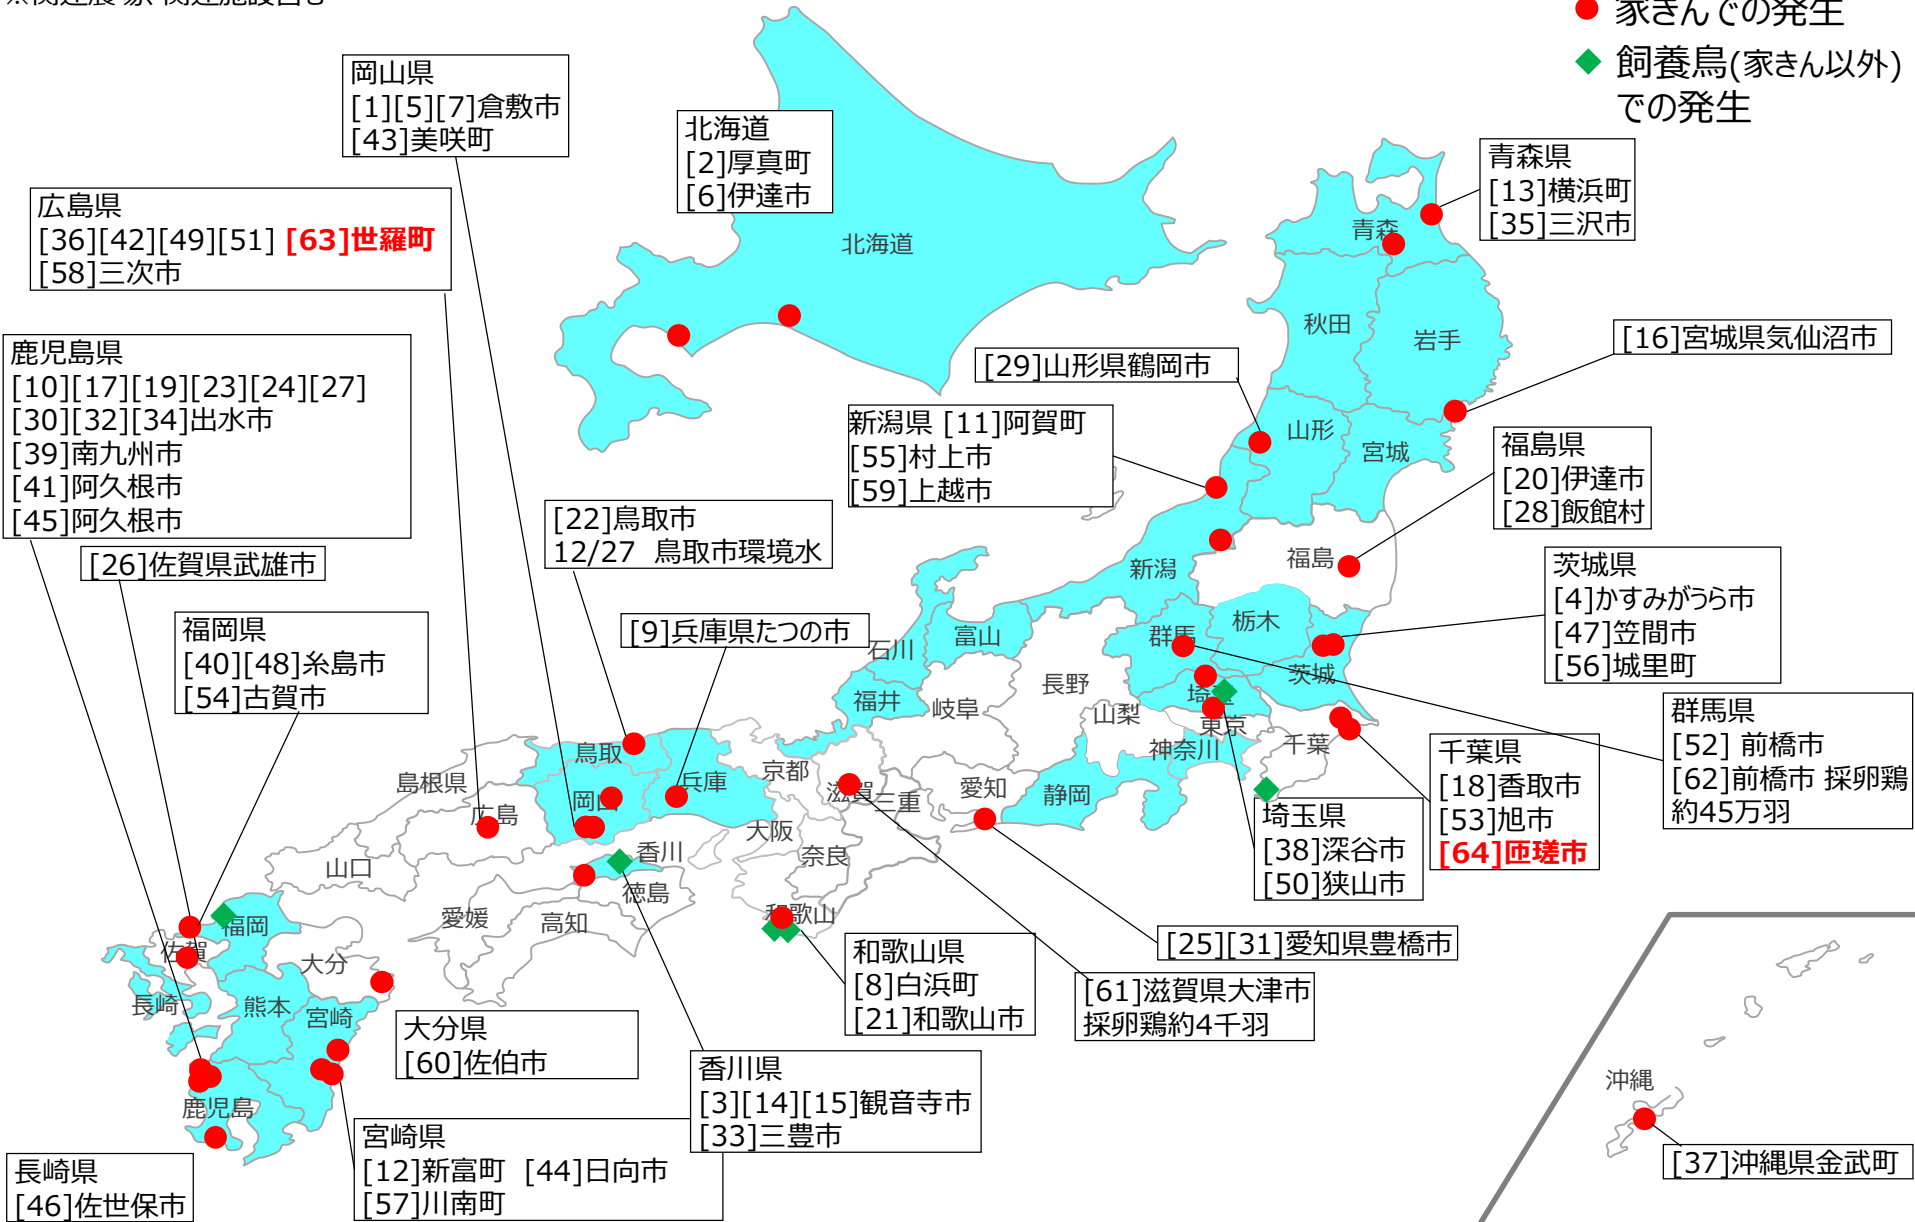 ※関連農場、関連施設含む
家きんでの発生
飼養鳥(家きん以外)
での発生
岡山県
[1][5][7]倉敷市
[43]美咲町
北海道
[2]厚真町
[6]伊達市
青森県
[13]横浜町
[35]三沢市
広島県
[36][42][49][51] [63]世羅町
[58]三次市
鹿児島県
[10][17][19][23][24][27]
[30][32][34]出水市
[39]南九州市
[41]阿久根市
[45]阿久根市
[16]宮城県気仙沼市
[29]山形県鶴岡市
新潟県 [11]阿賀町
[55]村上市
[59]上越市
福島県
[20]伊達市
[28]飯館村
[22]鳥取市
12/27 鳥取市環境水
[26]佐賀県武雄市
茨城県
[4]かすみがうら市
[47]笠間市
[56]城里町
福岡県
[40][48]糸島市
[54]古賀市
[9]兵庫県たつの市
群馬県
[52] 前橋市
[62]前橋市 採卵鶏
約45万羽
千葉県
[18]香取市
[53]旭市
[64]匝瑳市
埼玉県
[38]深谷市
[50]狭山市
[25][31]愛知県豊橋市
和歌山県
[8]白浜町
[21]和歌山市
[61]滋賀県大津市
採卵鶏約4千羽
大分県
[60]佐伯市
香川県
[3][14][15]観音寺市
[33]三豊市
宮崎県
[12]新富町 [44]日向市
[57]川南町
長崎県
[46]佐世保市
[37]沖縄県金武町
北海道
青森
秋田
岩手
山形
宮城
福島
新潟
栃木
群馬
茨城
埼玉
東京
千葉
神奈川
山梨
長野
富山
石川
福井
岐阜
静岡
愛知
三重
滋賀
京都
大阪
奈良
和歌山
兵庫
鳥取
岡山
島根県
広島
山口
香川
徳島
愛媛
高知
福岡
佐賀
長崎
大分
熊本
宮崎
鹿児島
沖縄